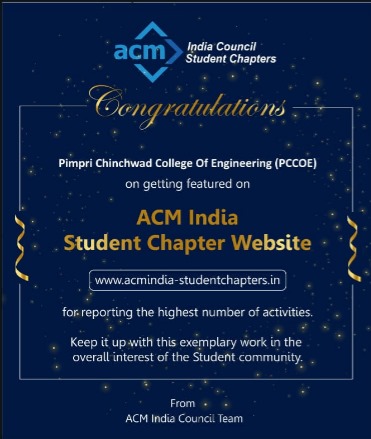 acm India Council
Student Chapters
Congratulations
Pimpri Chinchwad College Of Engineering (PCCOE)
on getting featured on
ACM India
Student Chapter Website
www.acmindia-studentchapters.in
for reporting the highest number of activities.
Keep it up with this exemplary work in the
overall interest of the Student community.
From
ACM India Council Team